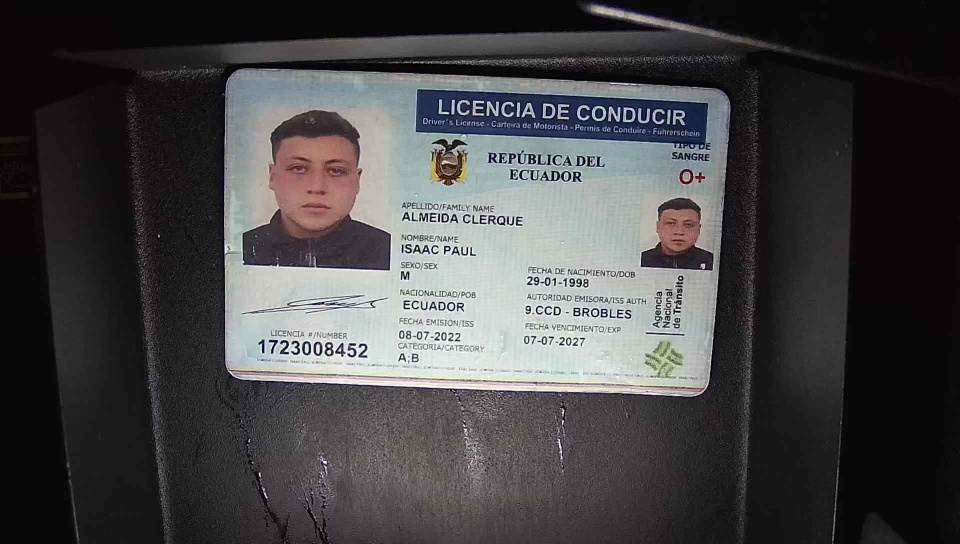 LICENCIA DE CONDUCIR
Driver´s License - Carteira de Motorista - Permis de Conduire - Führerschein
REPÚBLICA DEL
ECUADOR
TIPO DE
SANGRE
O+
APELLIDO/FAMILY NAME
ALMEIDA CLERQUE
NOMBRE/NAME
ISAAC PAUL
SEXO/SEX
M
FECHA DE NACIMIENTO/DOB
29-01-1998
NACIONALIDAD/POB
ECUADOR
AUTORIDAD EMISORA/ISS AUTH
9.CCD - BROBLES
FECHA EMISION/ISS
08-07-2022
FECHA VENCIMIENTO/EXP
07-07-2027
CATEGORIA/CATEGORY
A;B
LICENCIA #/NUMBER
1723008452
Agencia
Nacional
de Tránsito